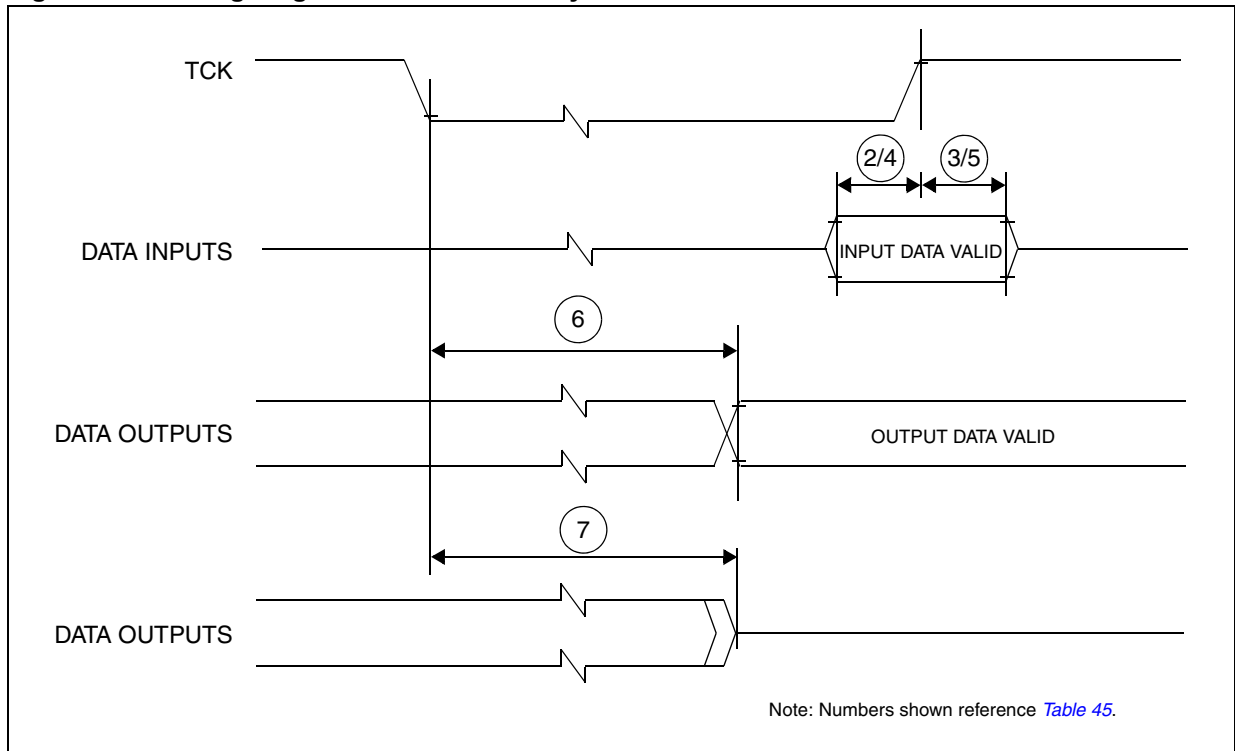 TCK
2/4
3/5
DATA INPUTS
INPUT DATA VALID
6
DATA OUTPUTS
OUTPUT DATA VALID
7
DATA OUTPUTS
Note: Numbers shown reference Table 45.